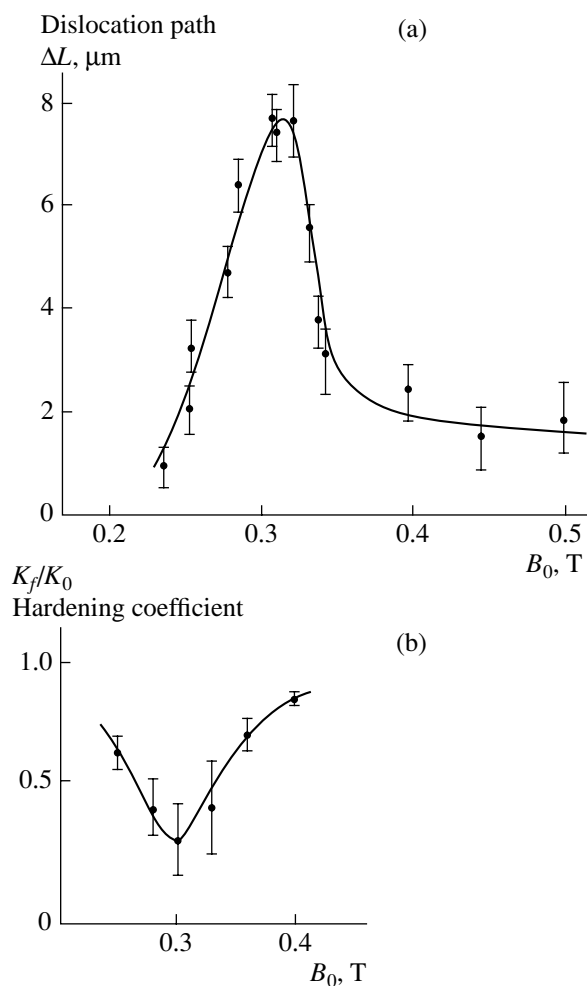 Dislocation path (a)
ΔL, μm
8
6
4
2
0
0.2 0.3 0.4 0.5
B0, T
Kf/K0
Hardening coefficient
(b)
1.0
0.5
0
0.3 0.4
B0, T